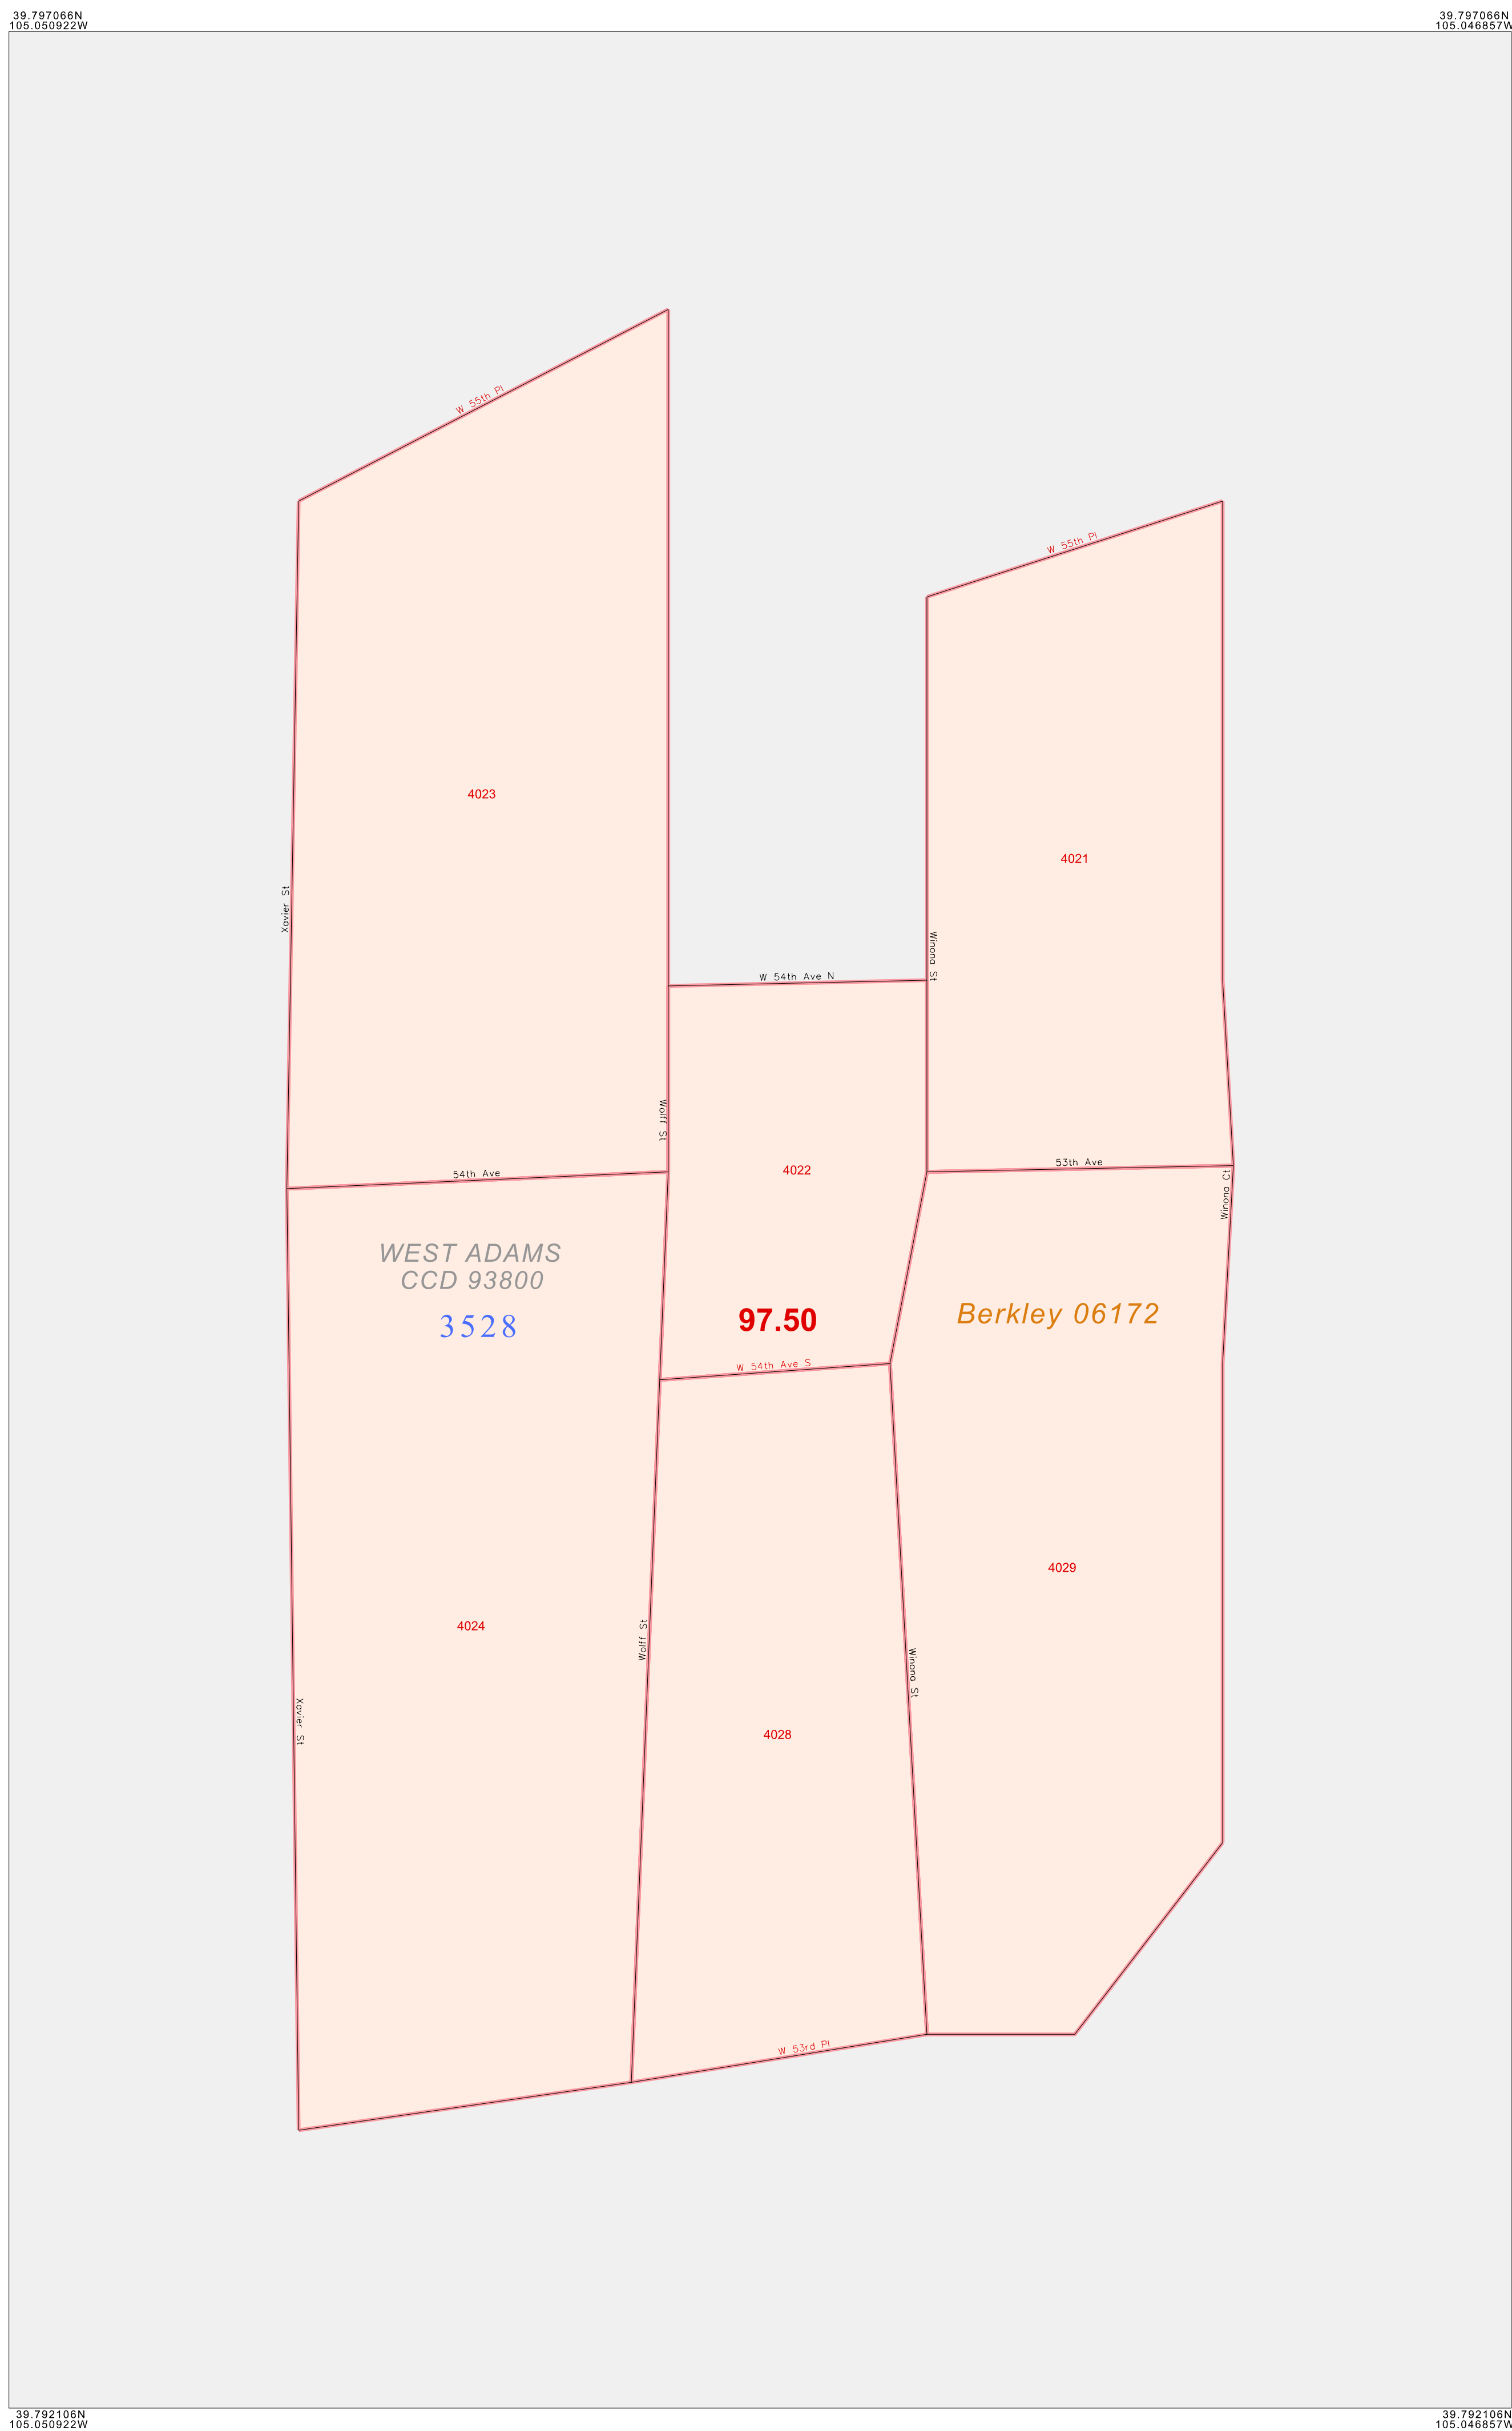 39.797066N
105.050922W
39.797066N
105.046857W
W 55th Pl
W 55th Pl
4023
4021
Xavier St
Winona St
W 54th Ave N
Wolff St
54th Ave
4022
53th Ave
Winona Ct
WEST ADAMS
CCD 93800
3528
97.50
Berkley 06172
W 54th Ave S
4029
4024
Wolff St
Winona St
Xavier St
4028
W 53rd Pl
39.792106N
105.050922W
39.792106N
105.046857W